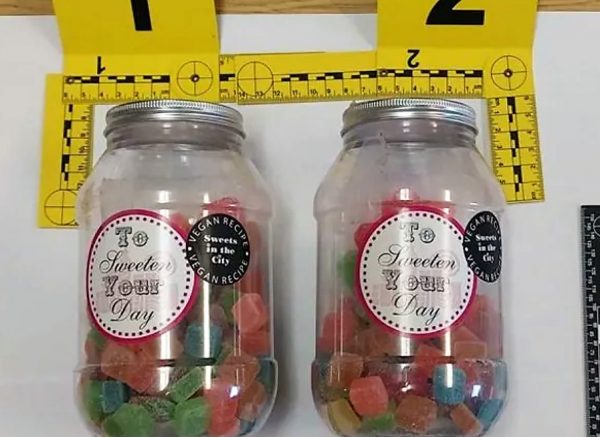 1
2
1
2
To
Sweeten
Your
Day
VEGAN RECIPE
Sweets
in the
City
VEGAN RECIPE
To
Sweeten
Your
Day
VEGAN RECIPE
Sweets
in the
City
VEGAN RECIPE